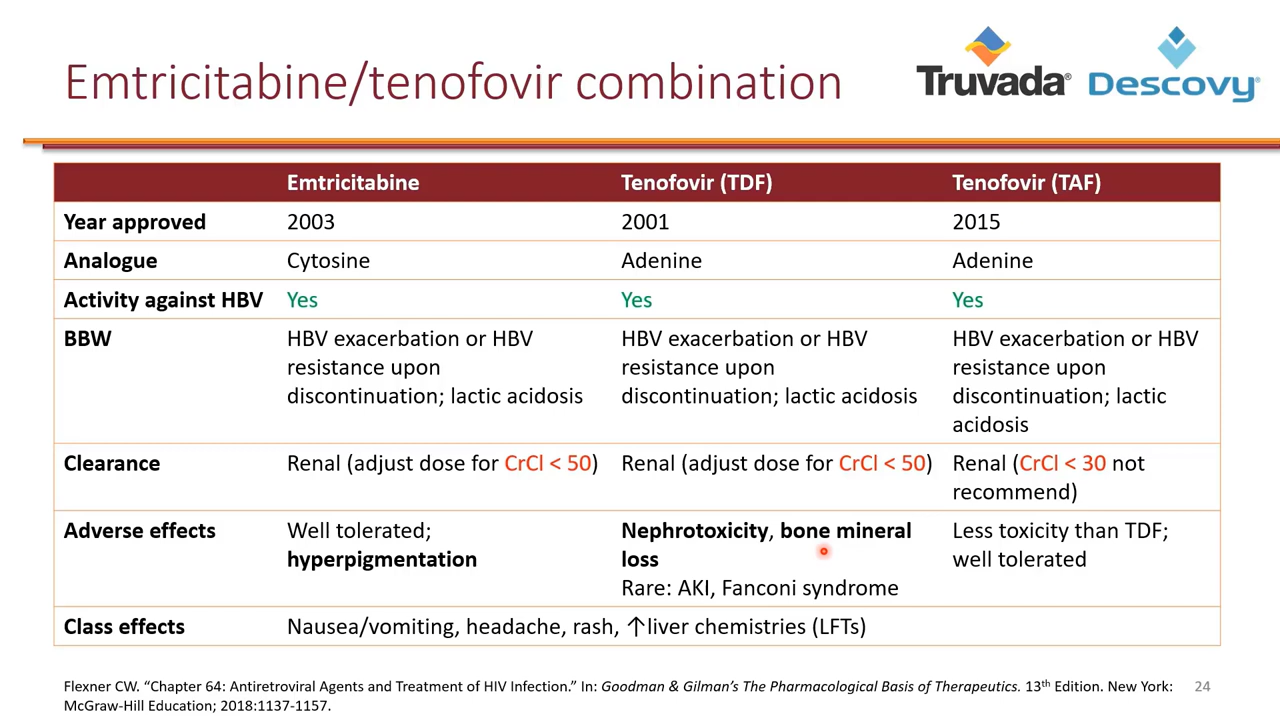 Emtricitabine/tenofovir combination
Truvada®
Descovy®
Emtricitabine Tenofovir (TDF) Tenofovir (TAF)
Year approved 2003 2001 2015
Analogue Cytosine Adenine Adenine
Activity against HBV Yes Yes Yes
BBW HBV exacerbation or HBV HBV exacerbation or HBV HBV exacerbation or HBV
resistance upon resistance upon resistance upon
discontinuation; lactic acidosis discontinuation; lactic acidosis discontinuation; lactic
acidosis
Clearance Renal (adjust dose for CrCl < 50) Renal (adjust dose for CrCl < 50) Renal (CrCl < 30 not
recommend)
Adverse effects Well tolerated; Nephrotoxicity, bone mineral Less toxicity than TDF;
hyperpigmentation loss well tolerated
Rare: AKI, Fanconi syndrome
Class effects Nausea/vomiting, headache, rash, ↑liver chemistries (LFTs)
Flexner CW. “Chapter 64: Antiretroviral Agents and Treatment of HIV Infection.” In: Goodman & Gilman’s The Pharmacological Basis of Therapeutics. 13th Edition. New York: 24
McGraw-Hill Education; 2018:1137-1157.